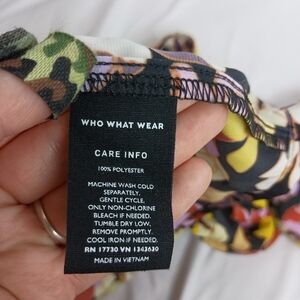 WHO WHAT WEAR
CARE INFO
100% POLYESTER
MACHINE WASH COLD
SEPARATELY.
GENTLE CYCLE.
ONLY NON-CHLORINE
BLEACH IF NEEDED.
TUMBLE DRY LOW.
REMOVE PROMPTLY.
COOL IRON IF NEEDED.
RN 17730 VN 1343630
MADE IN VIETNAM